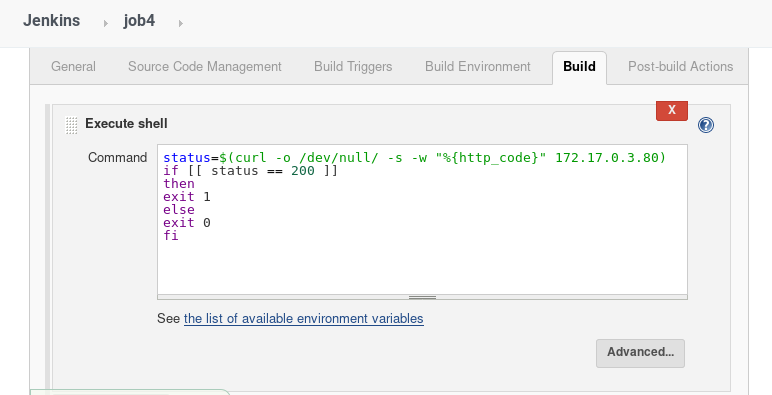 Jenkins job4
General Source Code Management Build Triggers Build Environment Build Post-build Actions
X
Execute shell
?
Command
status=$(curl -o /dev/null/ -s -w "%{http_code}" 172.17.0.3.80)
if [[ status == 200 ]]
then
exit 1
else
exit 0
fi
See the list of available environment variables
Advanced...